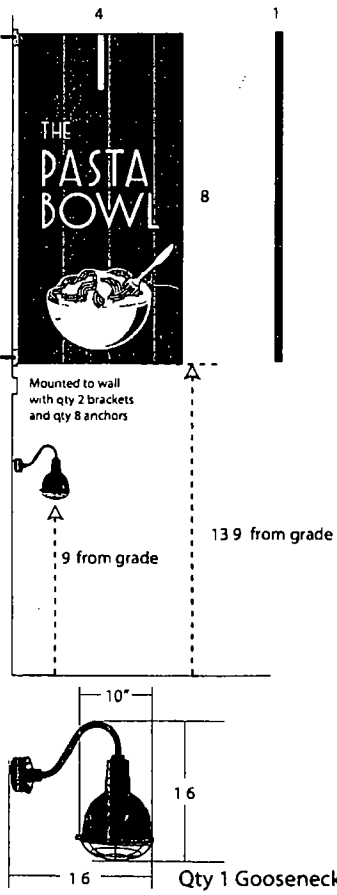 4
1
THE
PASTA
BOWL
8
Mounted to wall
with qty 2 brackets
and qty 8 anchors
9 from grade
13 9 from grade
10"
1 6
1 6
Qty 1 Gooseneck